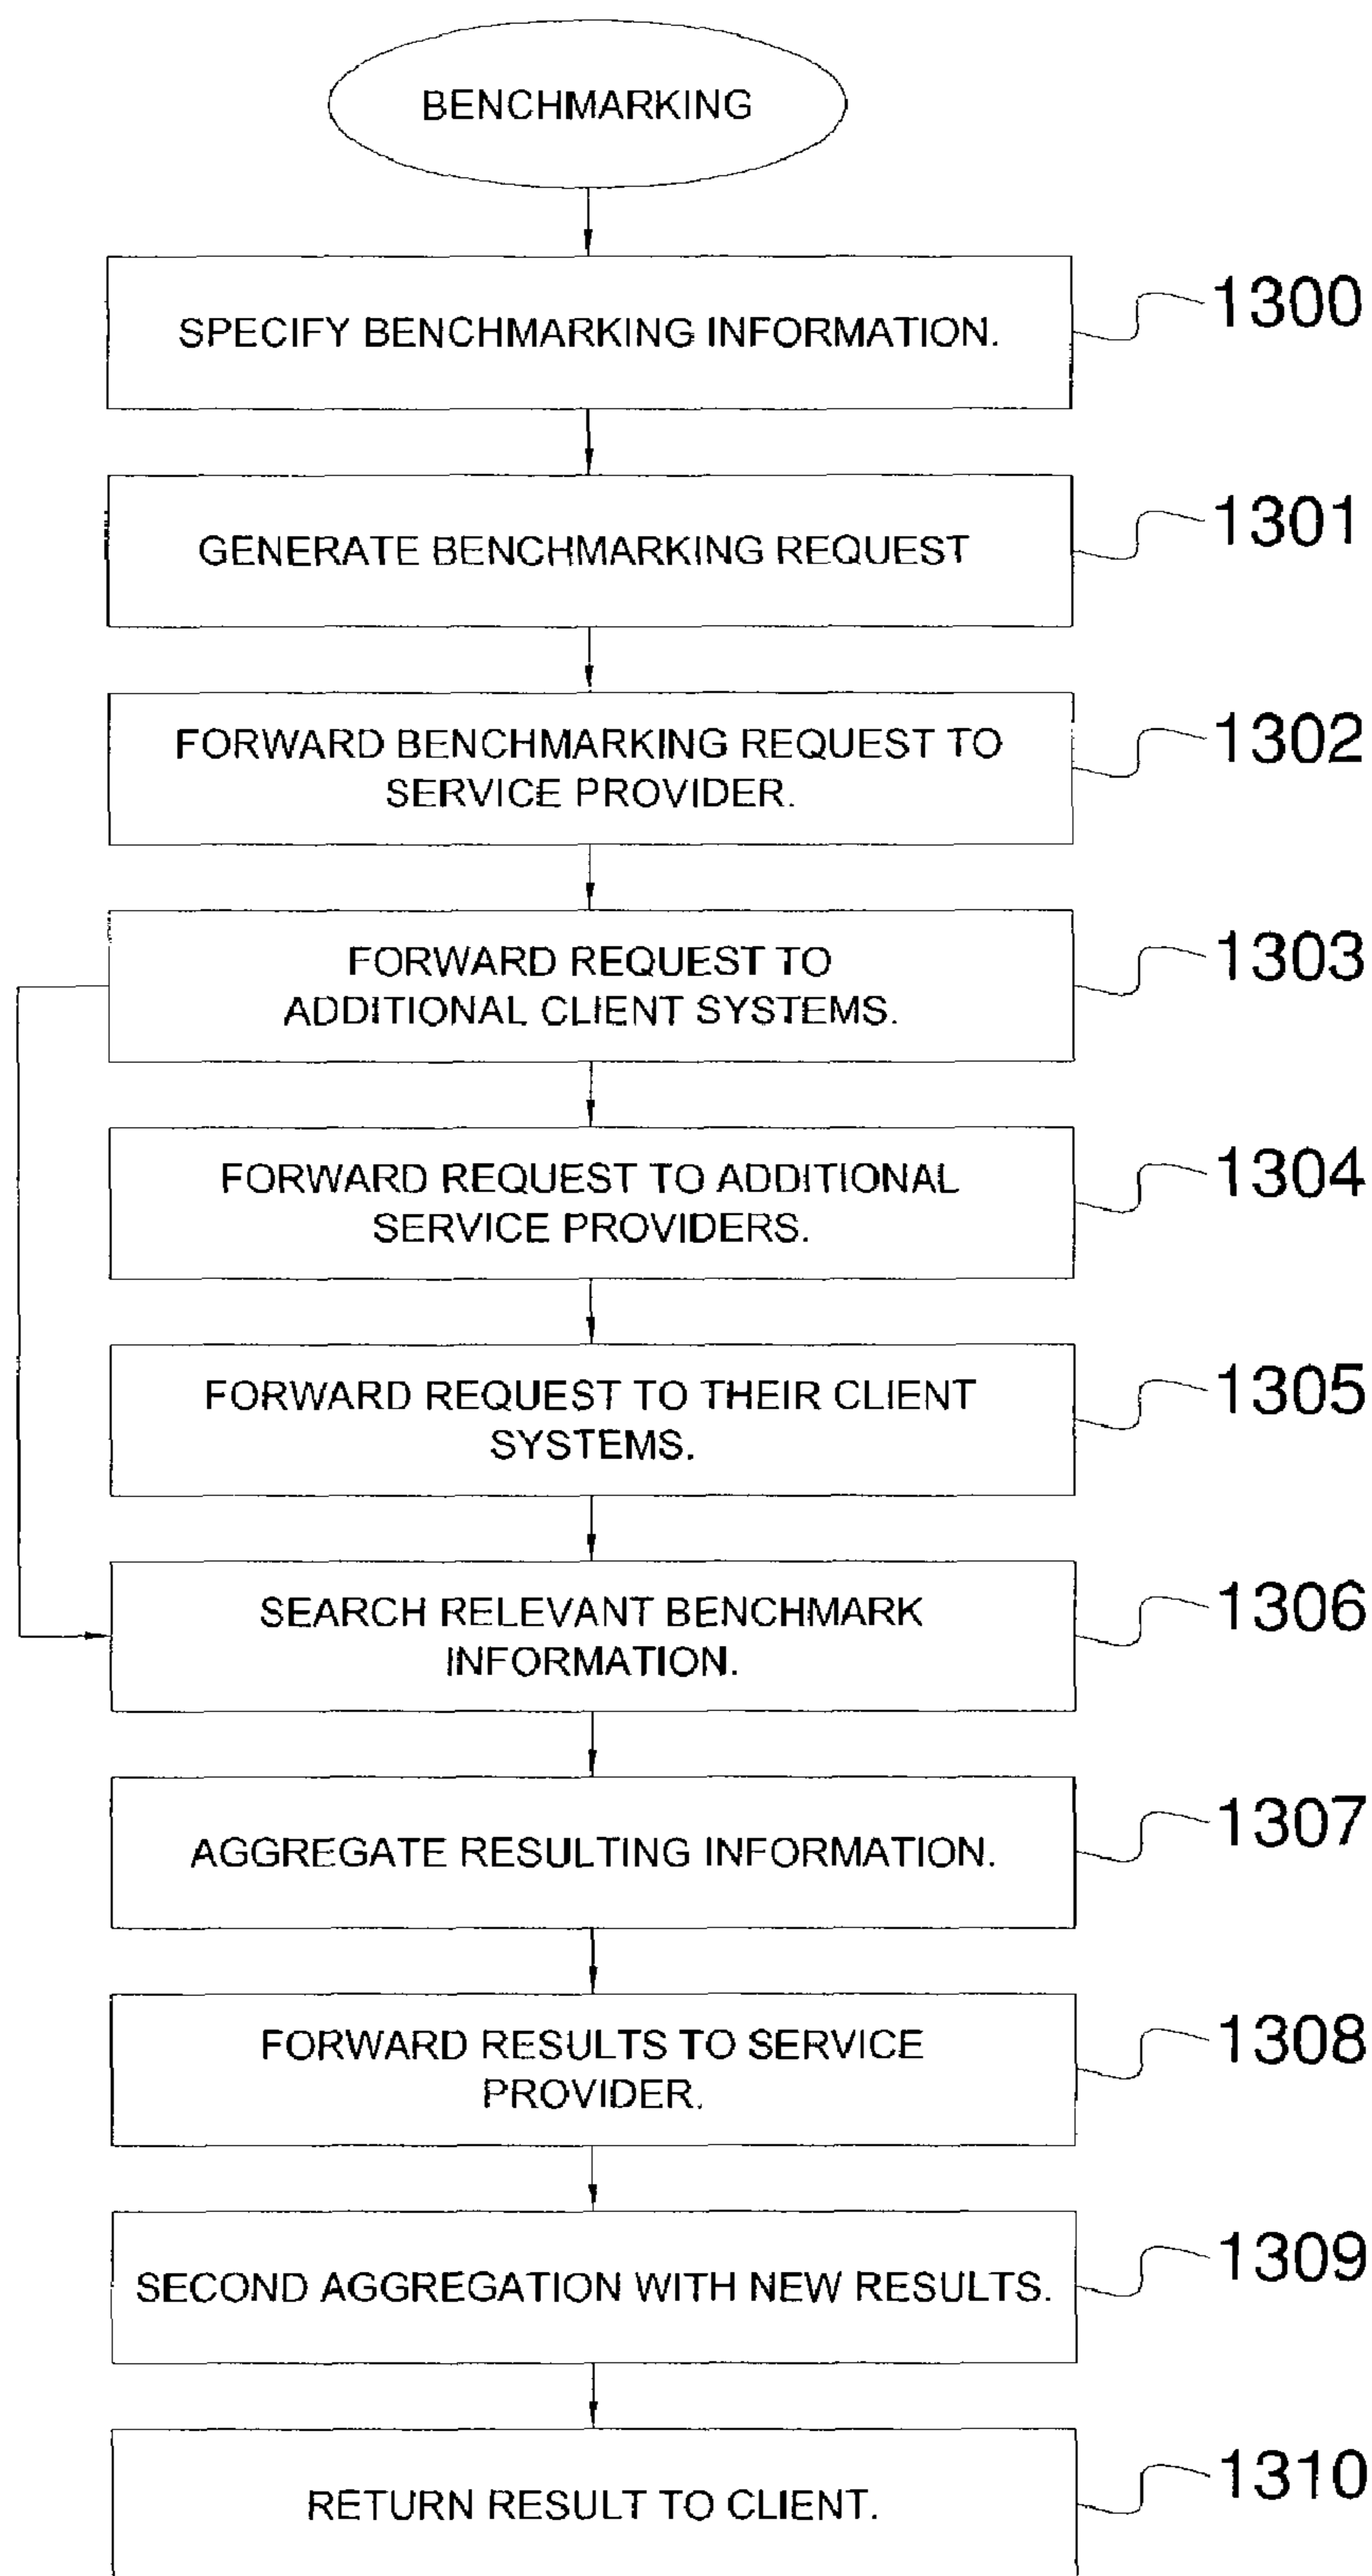 BENCHMARKING
SPECIFY BENCHMARKING INFORMATION.
1300
GENERATE BENCHMARKING REQUEST
1301
FORWARD BENCHMARKING REQUEST TO
SERVICE PROVIDER.
1302
FORWARD REQUEST TO
ADDITIONAL CLIENT SYSTEMS.
1303
FORWARD REQUEST TO ADDITIONAL
SERVICE PROVIDERS.
1304
FORWARD REQUEST TO THEIR CLIENT
SYSTEMS.
1305
SEARCH RELEVANT BENCHMARK
INFORMATION.
1306
AGGREGATE RESULTING INFORMATION.
1307
FORWARD RESULTS TO SERVICE
PROVIDER.
1308
SECOND AGGREGATION WITH NEW RESULTS.
1309
RETURN RESULT TO CLIENT.
1310